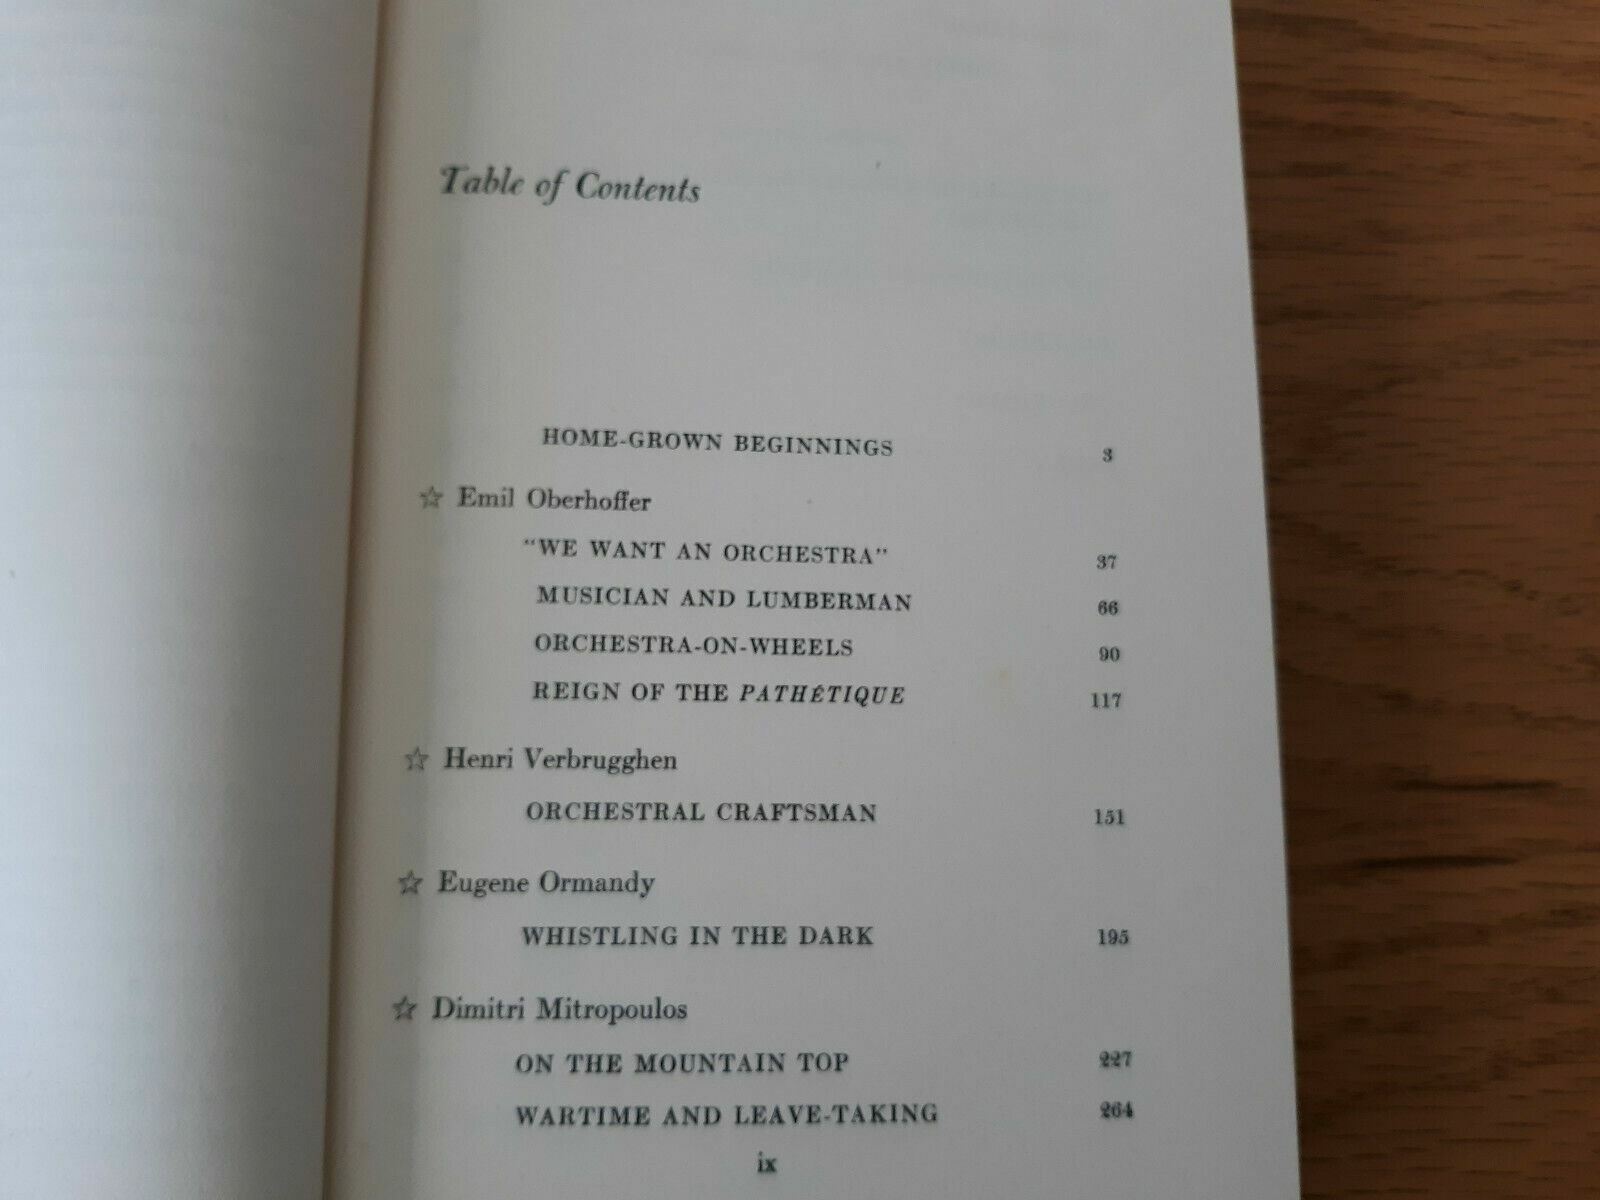 Table of Contents
HOME-GROWN BEGINNINGS 3
☆ Emil Oberhoffer
"WE WANT AN ORCHESTRA" 37
MUSICIAN AND LUMBERMAN 66
ORCHESTRA-ON-WHEELS 90
REIGN OF THE PATHÉTIQUE 117
☆ Henri Verbrugghen
ORCHESTRAL CRAFTSMAN 151
☆ Eugene Ormandy
WHISTLING IN THE DARK 195
☆ Dimitri Mitropoulos
ON THE MOUNTAIN TOP 227
WARTIME AND LEAVE-TAKING 264
ix